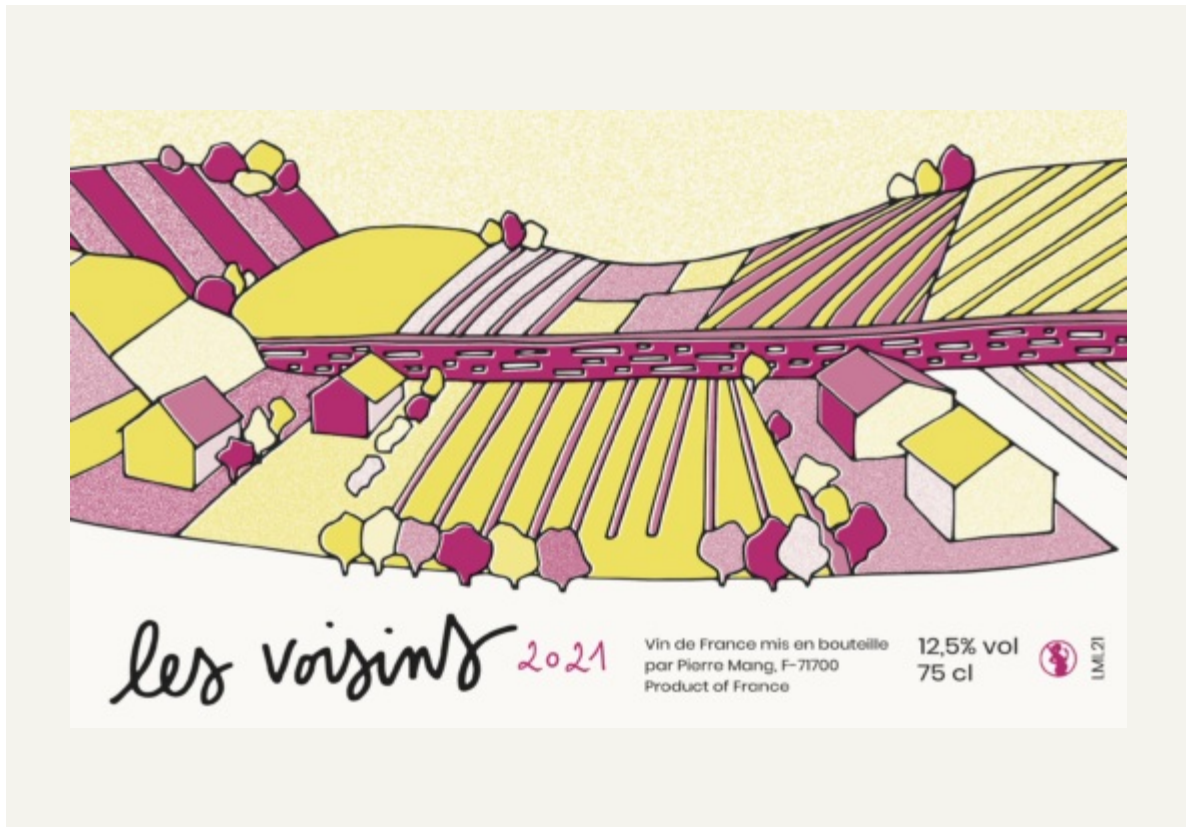 les voisins 2021
Vin de France mis en bouteille
par Pierre Mang, F-71700
Product of France
12,5% vol
75 cl
LML21